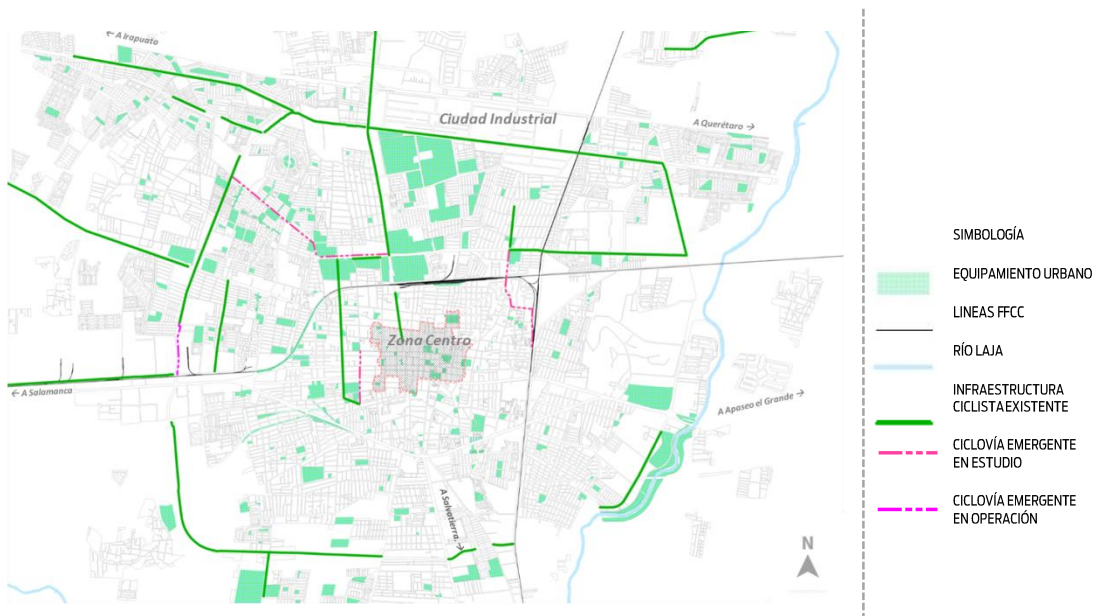 ← A Irapuato
Ciudad Industrial
A Querétaro →
Zona Centro
← A Salamanca
A Apaseo el Grande →
A Salvatierra. →
N
SIMBOLOGÍA
EQUIPAMIENTO URBANO
LINEAS FFCC
RÍO LAJA
INFRAESTRUCTURA
CICLISTA EXISTENTE
CICLOVÍA EMERGENTE
EN ESTUDIO
CICLOVÍA EMERGENTE
EN OPERACIÓN